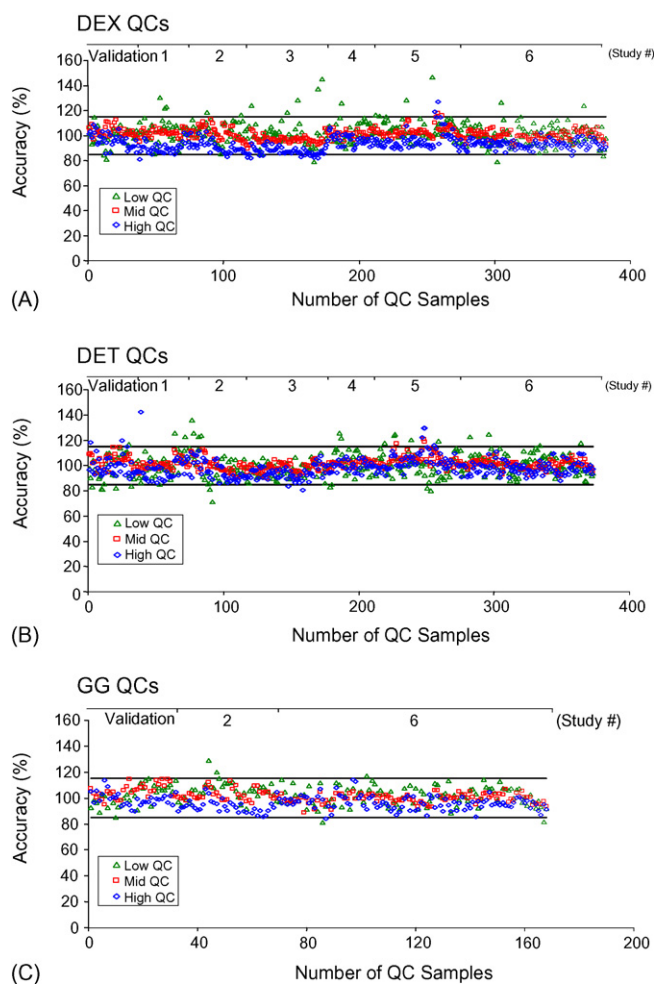 DEX QCs
Validation 1 2 3 4 5 6 (Study #)
160
140
120
100
80
60
40
20
0
Accuracy (%)
Low QC
Mid QC
High QC
0 100 200 300 400
Number of QC Samples
(A)
DET QCs
Validation 1 2 3 4 5 6 (Study #)
160
140
120
100
80
60
40
20
0
Accuracy (%)
Low QC
Mid QC
High QC
0 100 200 300 400
Number of QC Samples
(B)
GG QCs
Validation 2 6 (Study #)
160
140
120
100
80
60
40
20
0
Accuracy (%)
Low QC
Mid QC
High QC
0 40 80 120 160 200
Number of QC Samples
(C)